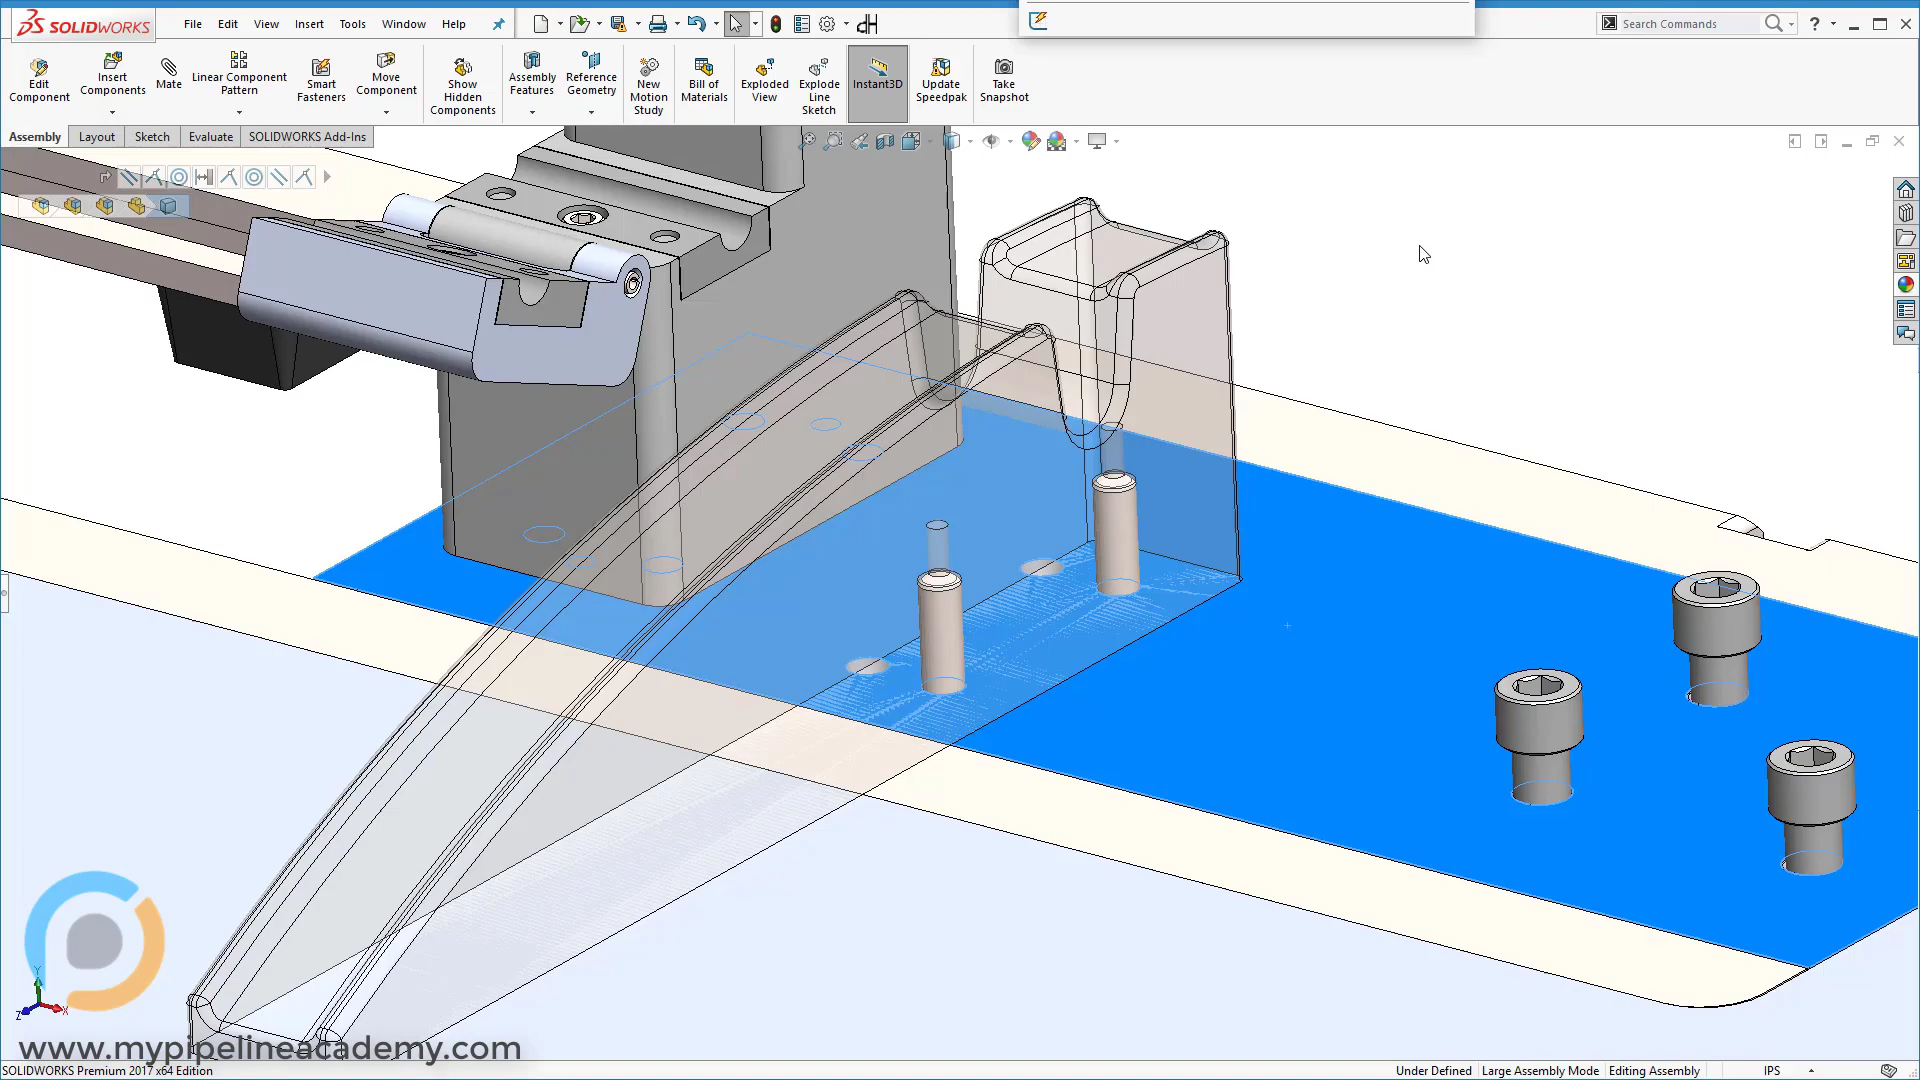 SOLIDWORKS
File Edit View Insert Tools Window Help
Search Commands
Edit Component
Insert Components
Mate
Linear Component Pattern
Smart Fasteners
Move Component
Show Hidden Components
Assembly Features
Reference Geometry
New Motion Study
Bill of Materials
Exploded View
Explode Line Sketch
Instant3D
Update Speedpak
Take Snapshot
Assembly Layout Sketch Evaluate SOLIDWORKS Add-Ins
Y
Z X
www.mypipelineacademy.com
SOLIDWORKS Premium 2017 x64 Edition
Under Defined Large Assembly Mode Editing Assembly IPS